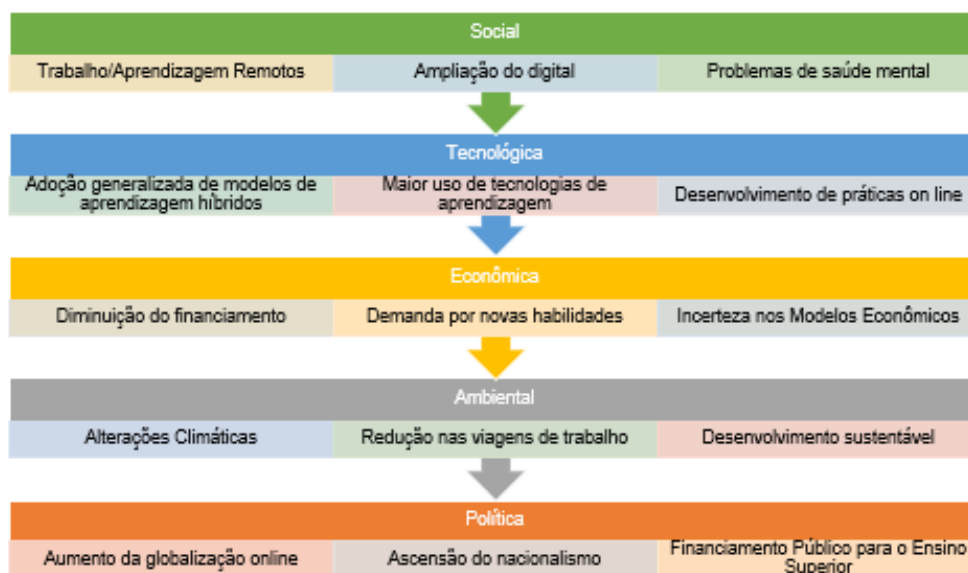 Social
Trabalho/Aprendizagem Remotos
Ampliação do digital
Problemas de saúde mental
Tecnológica
Adoção generalizada de modelos de
aprendizagem híbridos
Maior uso de tecnologias de
aprendizagem
Desenvolvimento de práticas on line
Econômica
Diminuição do financiamento
Demanda por novas habilidades
Incerteza nos Modelos Econômicos
Ambiental
Alterações Climáticas
Redução nas viagens de trabalho
Desenvolvimento sustentável
Política
Aumento da globalização online
Ascensão do nacionalismo
Financiamento Público para o Ensino
Superior